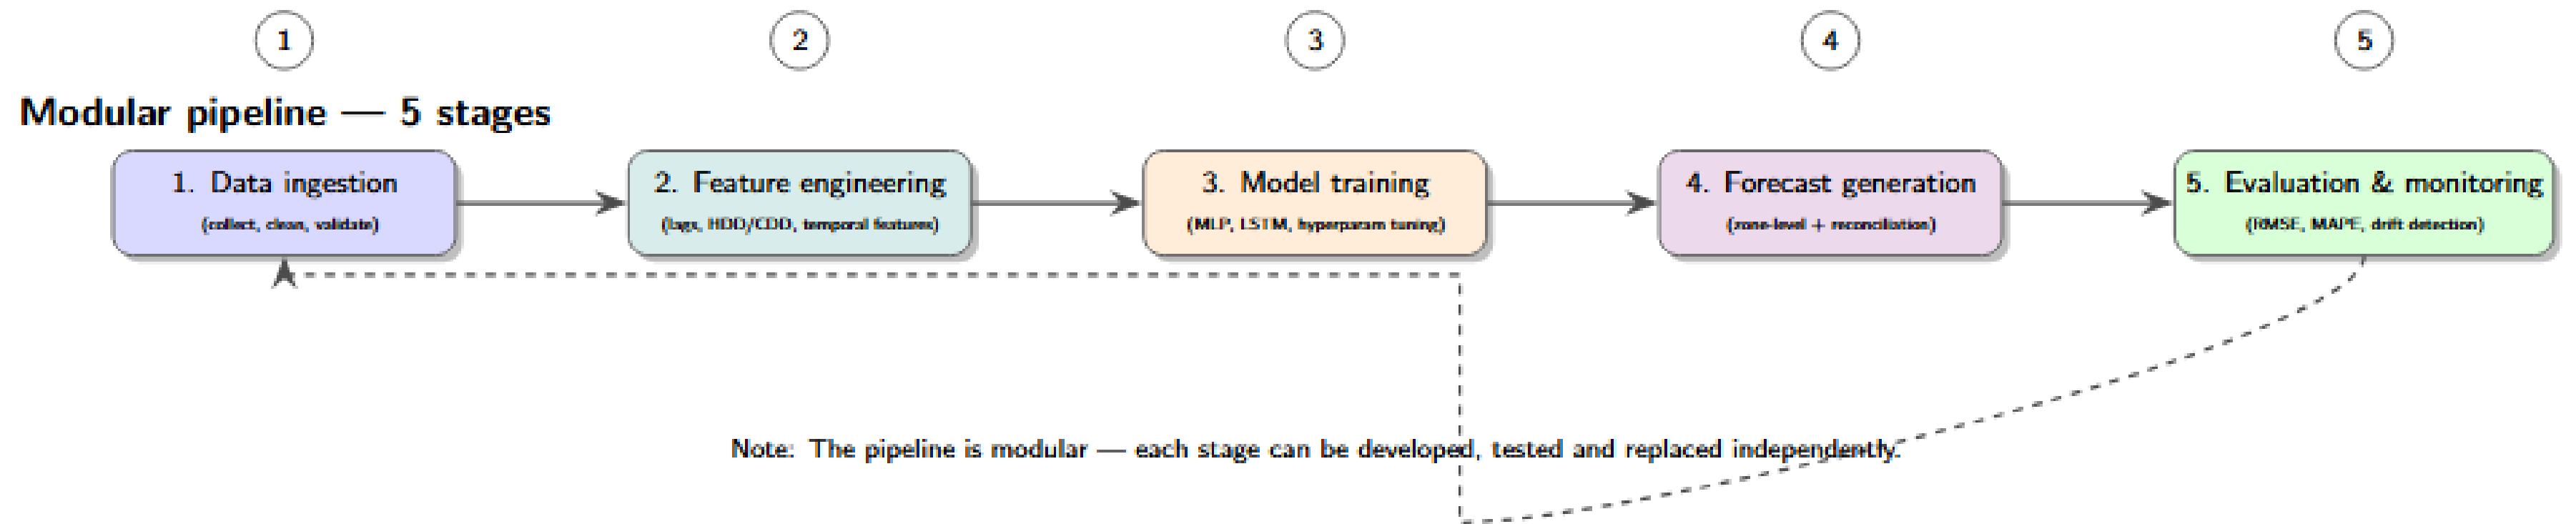 1
2
3
4
5
Modular pipeline — 5 stages
1. Data ingestion
(collect, clean, validate)
2. Feature engineering
(lags, HDD/CDD, temporal features)
3. Model training
(MLP, LSTM, hyperparam tuning)
4. Forecast generation
(zone-level + reconciliation)
5. Evaluation & monitoring
(RMSE, MAPE, drift detection)
Note: The pipeline is modular — each stage can be developed, tested and replaced independently.